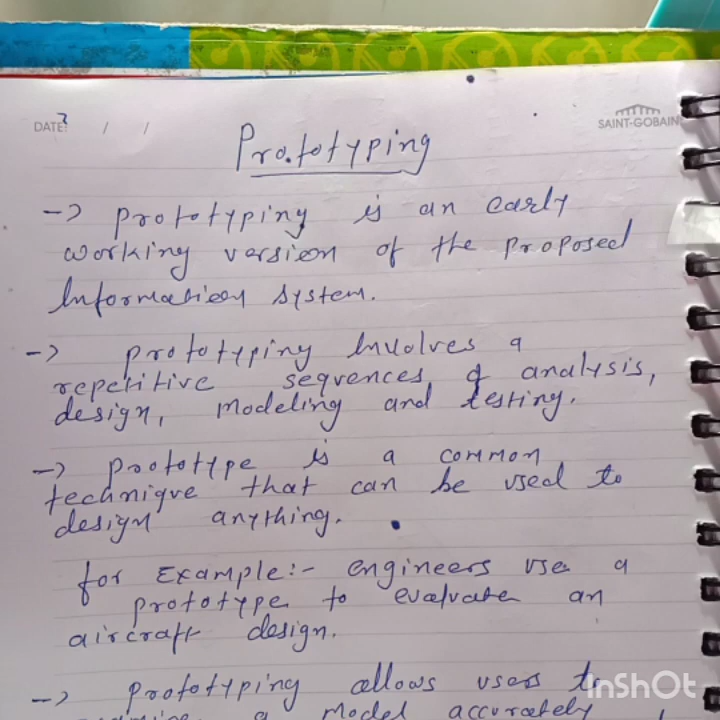 DATE: / /
SAINT-GOBAIN
Prototyping
-> prototyping is an early
working version of the proposed
Information System.
-> prototyping Involves a
repetitive sequences of analysis,
design, modeling and testing.
-> prototype is a common
technique that can be used to
design anything.
for Example:- engineers use a
prototype to evaluate an
aircraft design.
-> prototyping allows users to
a model accurately
InShOt